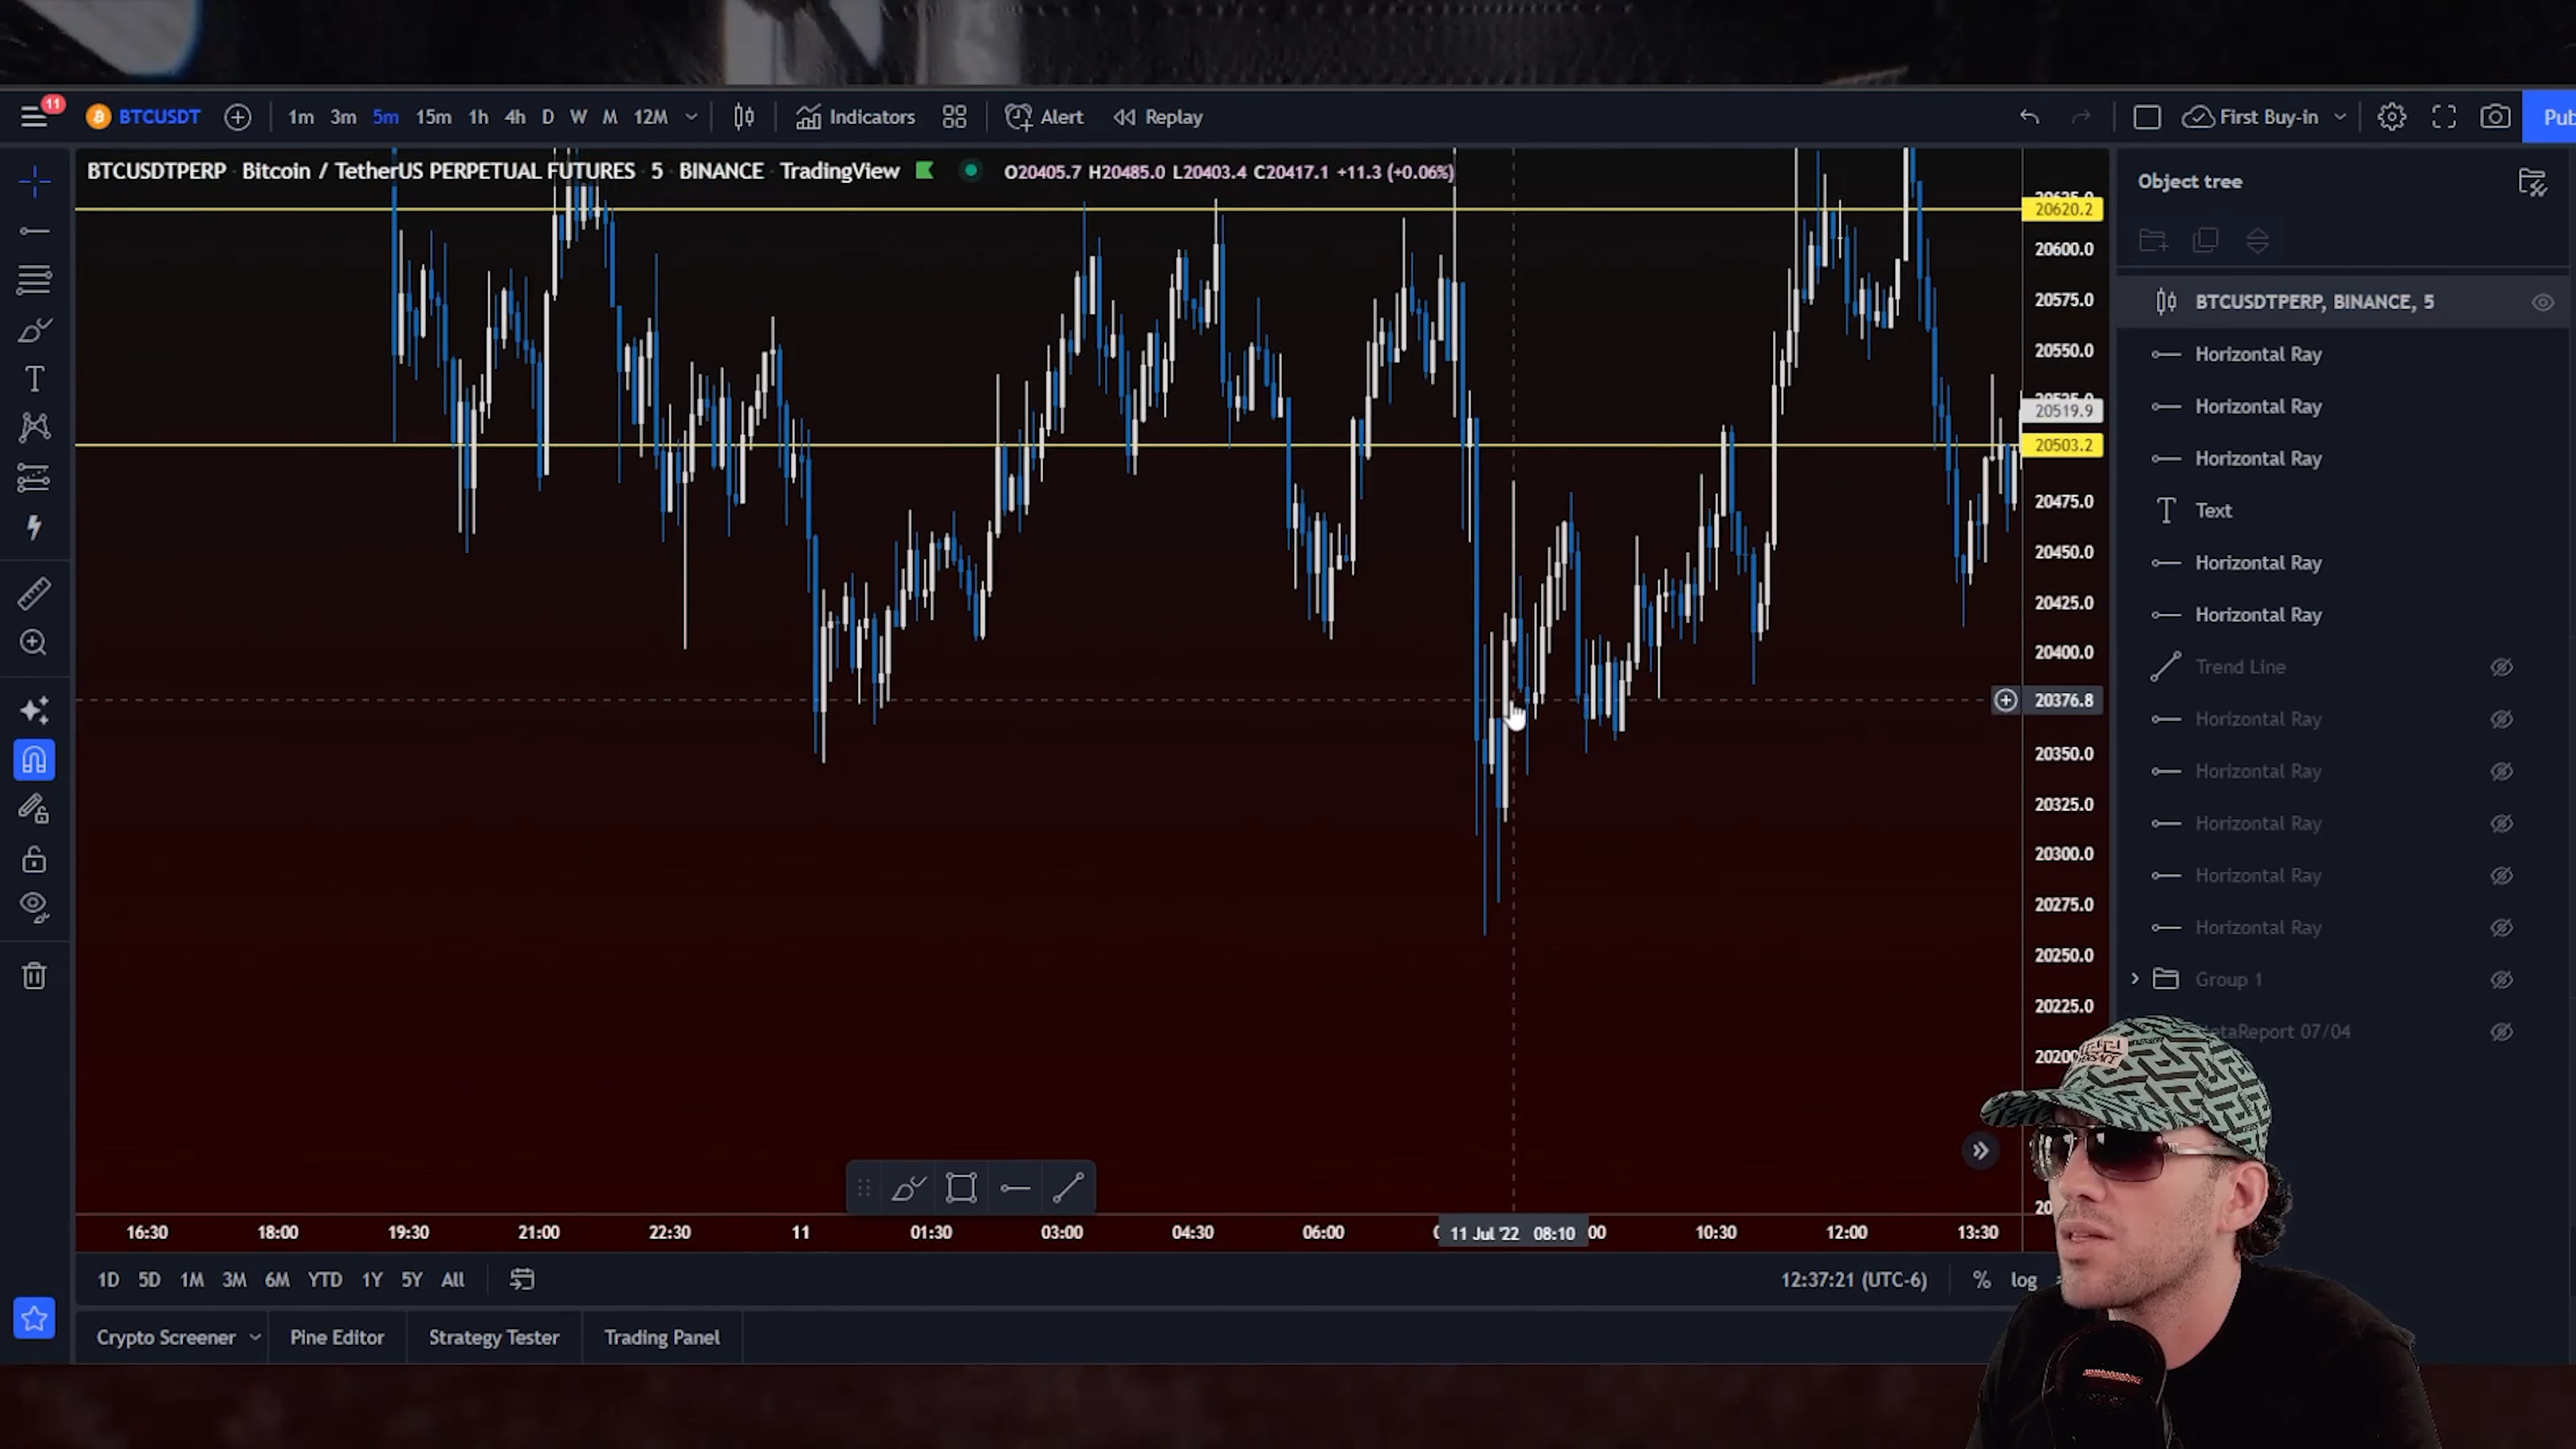 11 BTCUSDT 1m 3m 5m 15m 1h 4h D W M 12M Indicators Alert Replay First Buy-in Pub
BTCUSDTPERP · Bitcoin / TetherUS PERPETUAL FUTURES · 5 · BINANCE · TradingView O20405.7 H20485.0 L20403.4 C20417.1 +11.3 (+0.06%)
20620.2
20600.0
20575.0
20550.0
20519.9
20503.2
20475.0
20450.0
20425.0
20400.0
20376.8
20350.0
20325.0
20300.0
20275.0
20250.0
20225.0
Object tree
BTCUSDTPERP, BINANCE, 5
Horizontal Ray
Horizontal Ray
Horizontal Ray
Text
Horizontal Ray
Horizontal Ray
Trend Line
Horizontal Ray
Horizontal Ray
Horizontal Ray
Horizontal Ray
Horizontal Ray
Group 1
07/04
16:30 18:00 19:30 21:00 22:30 11 01:30 03:00 04:30 06:00 11 Jul '22 08:10 10:30 12:00 13:30
1D 5D 1M 3M 6M YTD 1Y 5Y All 12:37:21 (UTC-6) % log
Crypto Screener Pine Editor Strategy Tester Trading Panel